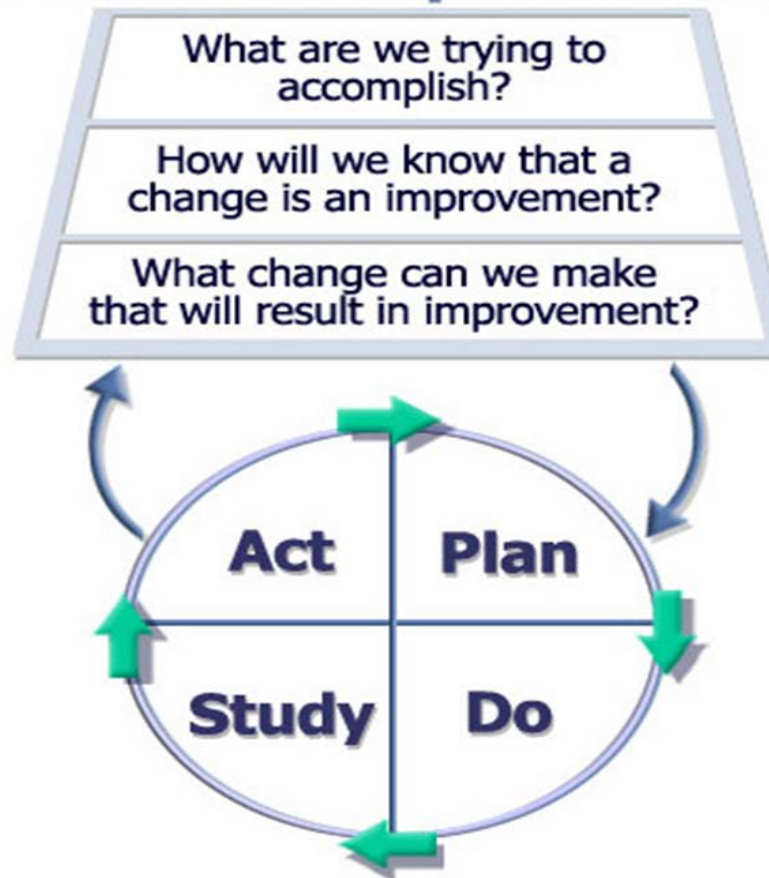 What are we trying to
accomplish?
How will we know that a
change is an improvement?
What change can we make
that will result in improvement?
Act
Plan
Study
Do